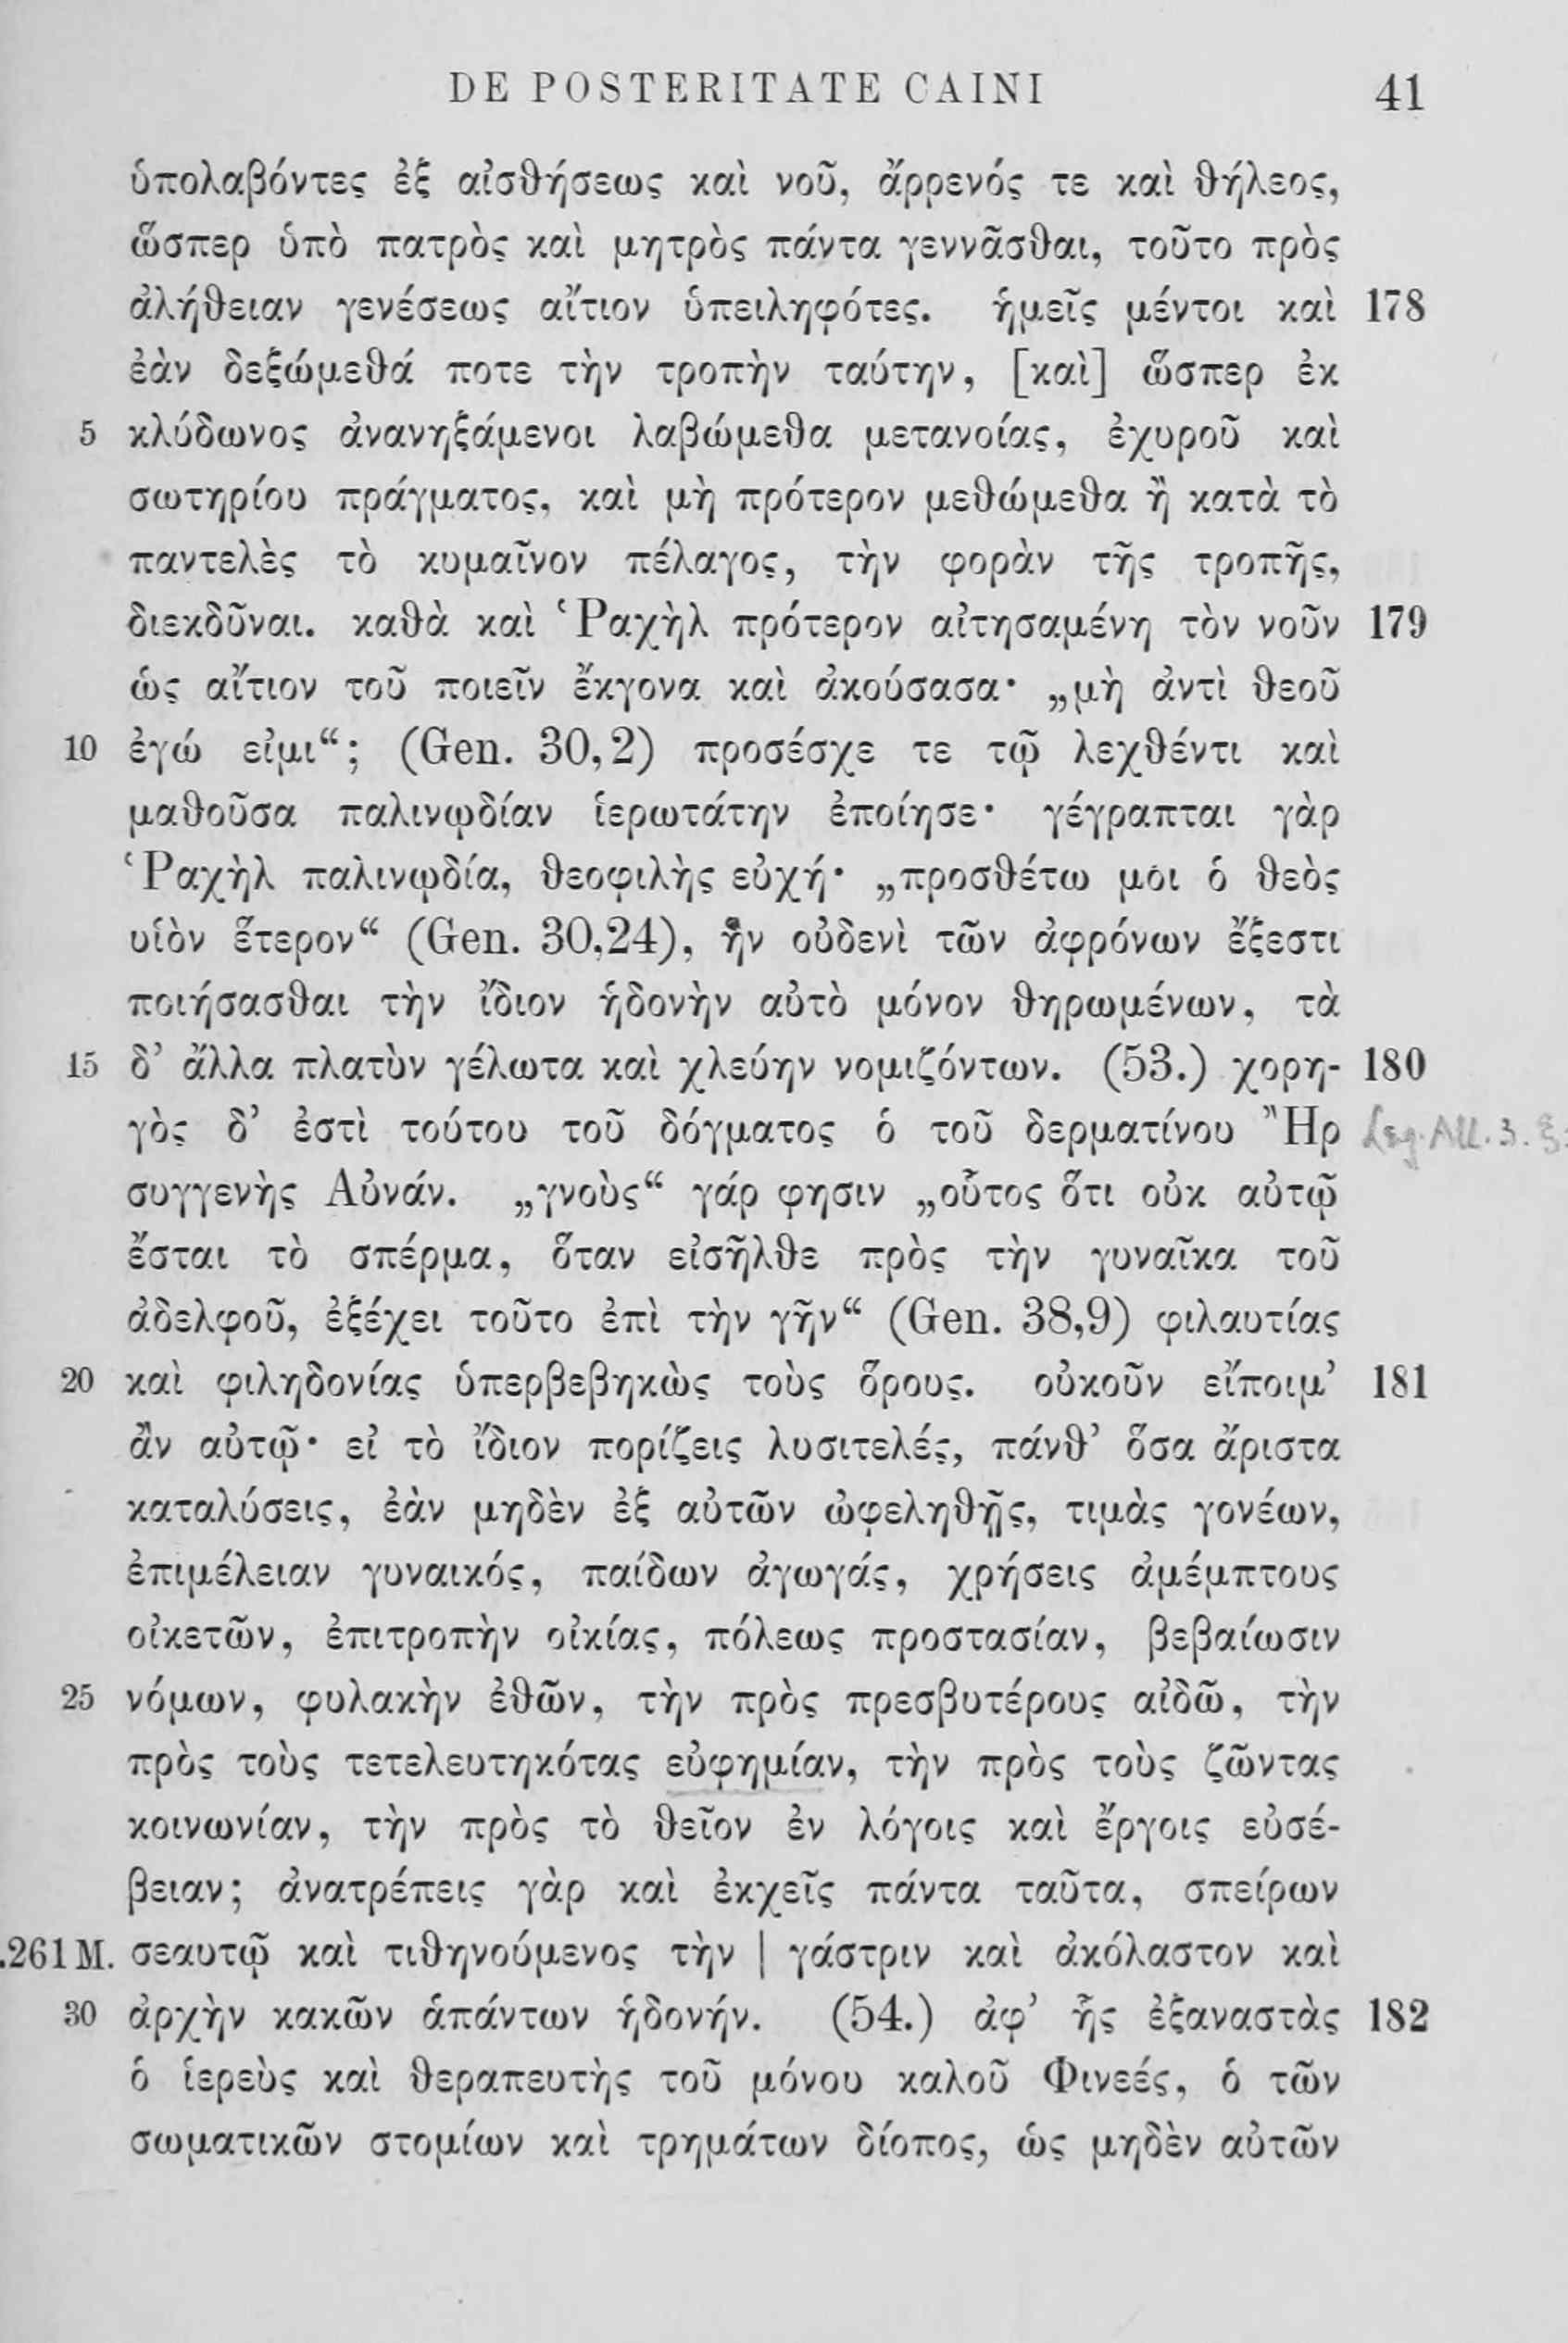 DE POSTERITATE CAINI 41
ὑπολαβόντες ἐξ αἰσθήσεως καὶ νοῦ, ἄρρενός τε καὶ θήλεος,
ὥσπερ ὑπὸ πατρὸς καὶ μητρὸς πάντα γεννᾶσθαι, τοῦτο πρὸς
ἀλήθειαν γενέσεως αἴτιον ὑπειληφότες. ἡμεῖς μέντοι καὶ 178
ἐὰν δεξώμεθά ποτε τὴν τροπὴν ταύτην, [καὶ] ὥσπερ ἐκ
5 κλύδωνος ἀνανηξάμενοι λαβώμεθα μετανοίας, ἐχυροῦ καὶ
σωτηρίου πράγματος, καὶ μὴ πρότερον μεθώμεθα ἢ κατὰ τὸ
παντελὲς τὸ κυμαῖνον πέλαγος, τὴν φορὰν τῆς τροπῆς,
διεκδῦναι. καθὰ καὶ Ῥαχὴλ πρότερον αἰτησαμένη τὸν νοῦν 179
ὡς αἴτιον τοῦ ποιεῖν ἔκγονα καὶ ἀκούσασα· „μὴ ἀντὶ θεοῦ
10 ἐγώ εἰμι“; (Gen. 30,2) προσέσχε τε τῷ λεχθέντι καὶ
μαθοῦσα παλινῳδίαν ἱερωτάτην ἐποίησε· γέγραπται γὰρ
Ῥαχὴλ παλινῳδία, θεοφιλὴς εὐχή· „προσθέτω μοι ὁ θεὸς
υἱὸν ἕτερον“ (Gen. 30,24), ἣν οὐδενὶ τῶν ἀφρόνων ἔξεστι
ποιήσασθαι τὴν ἴδιον ἡδονὴν αὐτὸ μόνον θηρωμένων, τὰ
15 δ’ ἄλλα πλατὺν γέλωτα καὶ χλεύην νομιζόντων. (53.) χορη- 180
γὸς δ’ ἐστὶ τούτου τοῦ δόγματος ὁ τοῦ δερματίνου Ἢρ Leg. All. 3.
συγγενὴς Αὐνάν. „γνοὺς“ γάρ φησιν „οὗτος ὅτι οὐκ αὐτῷ
ἔσται τὸ σπέρμα, ὅταν εἰσῆλθε πρὸς τὴν γυναῖκα τοῦ
ἀδελφοῦ, ἐξέχει τοῦτο ἐπὶ τὴν γῆν“ (Gen. 38,9) φιλαυτίας
20 καὶ φιληδονίας ὑπερβεβηκὼς τοὺς ὅρους. οὐκοῦν εἴποιμ’ 181
ἂν αὐτῷ· εἰ τὸ ἴδιον πορίζεις λυσιτελές, πάνθ’ ὅσα ἄριστα
καταλύσεις, ἐὰν μηδὲν ἐξ αὐτῶν ὠφεληθῇς, τιμὰς γονέων,
ἐπιμέλειαν γυναικός, παίδων ἀγωγάς, χρήσεις ἀμέμπτους
οἰκετῶν, ἐπιτροπὴν οἰκίας, πόλεως προστασίαν, βεβαίωσιν
25 νόμων, φυλακὴν ἐθῶν, τὴν πρὸς πρεσβυτέρους αἰδῶ, τὴν
πρὸς τοὺς τετελευτηκότας εὐφημίαν, τὴν πρὸς τοὺς ζῶντας
κοινωνίαν, τὴν πρὸς τὸ θεῖον ἐν λόγοις καὶ ἔργοις εὐσέ-
βειαν; ἀνατρέπεις γὰρ καὶ ἐκχεῖς πάντα ταῦτα, σπείρων
.261 M. σεαυτῷ καὶ τιθηνούμενος τὴν | γάστριν καὶ ἀκόλαστον καὶ
30 ἀρχὴν κακῶν ἁπάντων ἡδονήν. (54.) ἀφ’ ἧς ἐξαναστὰς 182
ὁ ἱερεὺς καὶ θεραπευτὴς τοῦ μόνου καλοῦ Φινεές, ὁ τῶν
σωματικῶν στομίων καὶ τρημάτων δίοπος, ὡς μηδὲν αὐτῶν